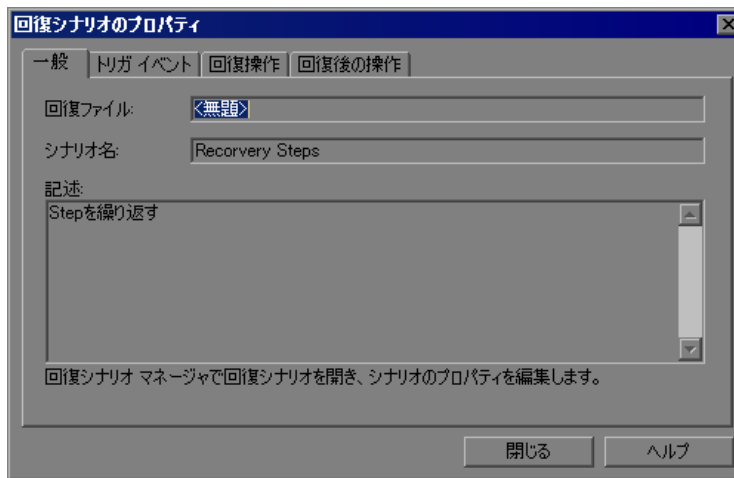 回復シナリオのプロパティ
一般 トリガ イベント 回復操作 回復後の操作
回復ファイル: <無題>
シナリオ名: Recorvery Steps
記述:
Stepを繰り返す
回復シナリオ マネージャで回復シナリオを開き、シナリオのプロパティを編集します。
閉じる ヘルプ